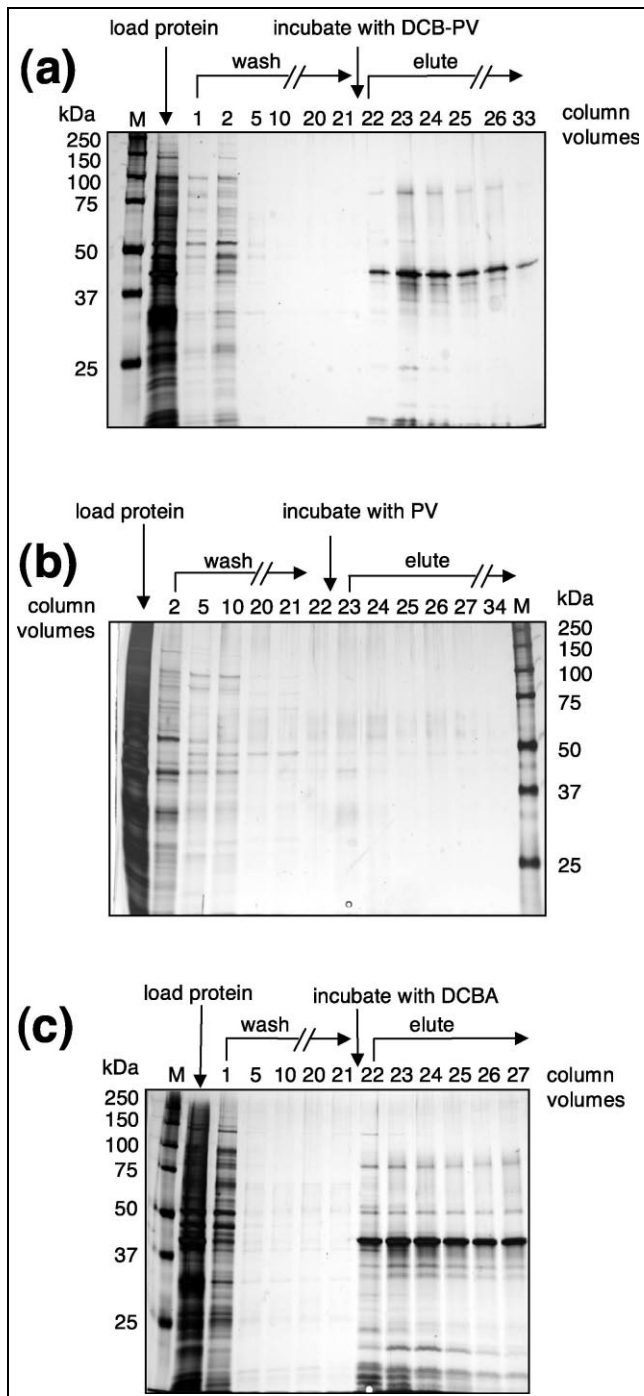 load protein
incubate with DCB-PV
(a)
wash
elute
kDa
M 1 2 5 10 20 21 22 23 24 25 26 33
column volumes
250
150
100
75
50
37
25
load protein
incubate with PV
(b)
wash
elute
column volumes
2 5 10 20 21 22 23 24 25 26 27 34 M
kDa
250
150
100
75
50
37
25
load protein
incubate with DCBA
(c)
wash
elute
kDa
M 1 5 10 20 21 22 23 24 25 26 27
column volumes
250
150
100
75
50
37
25